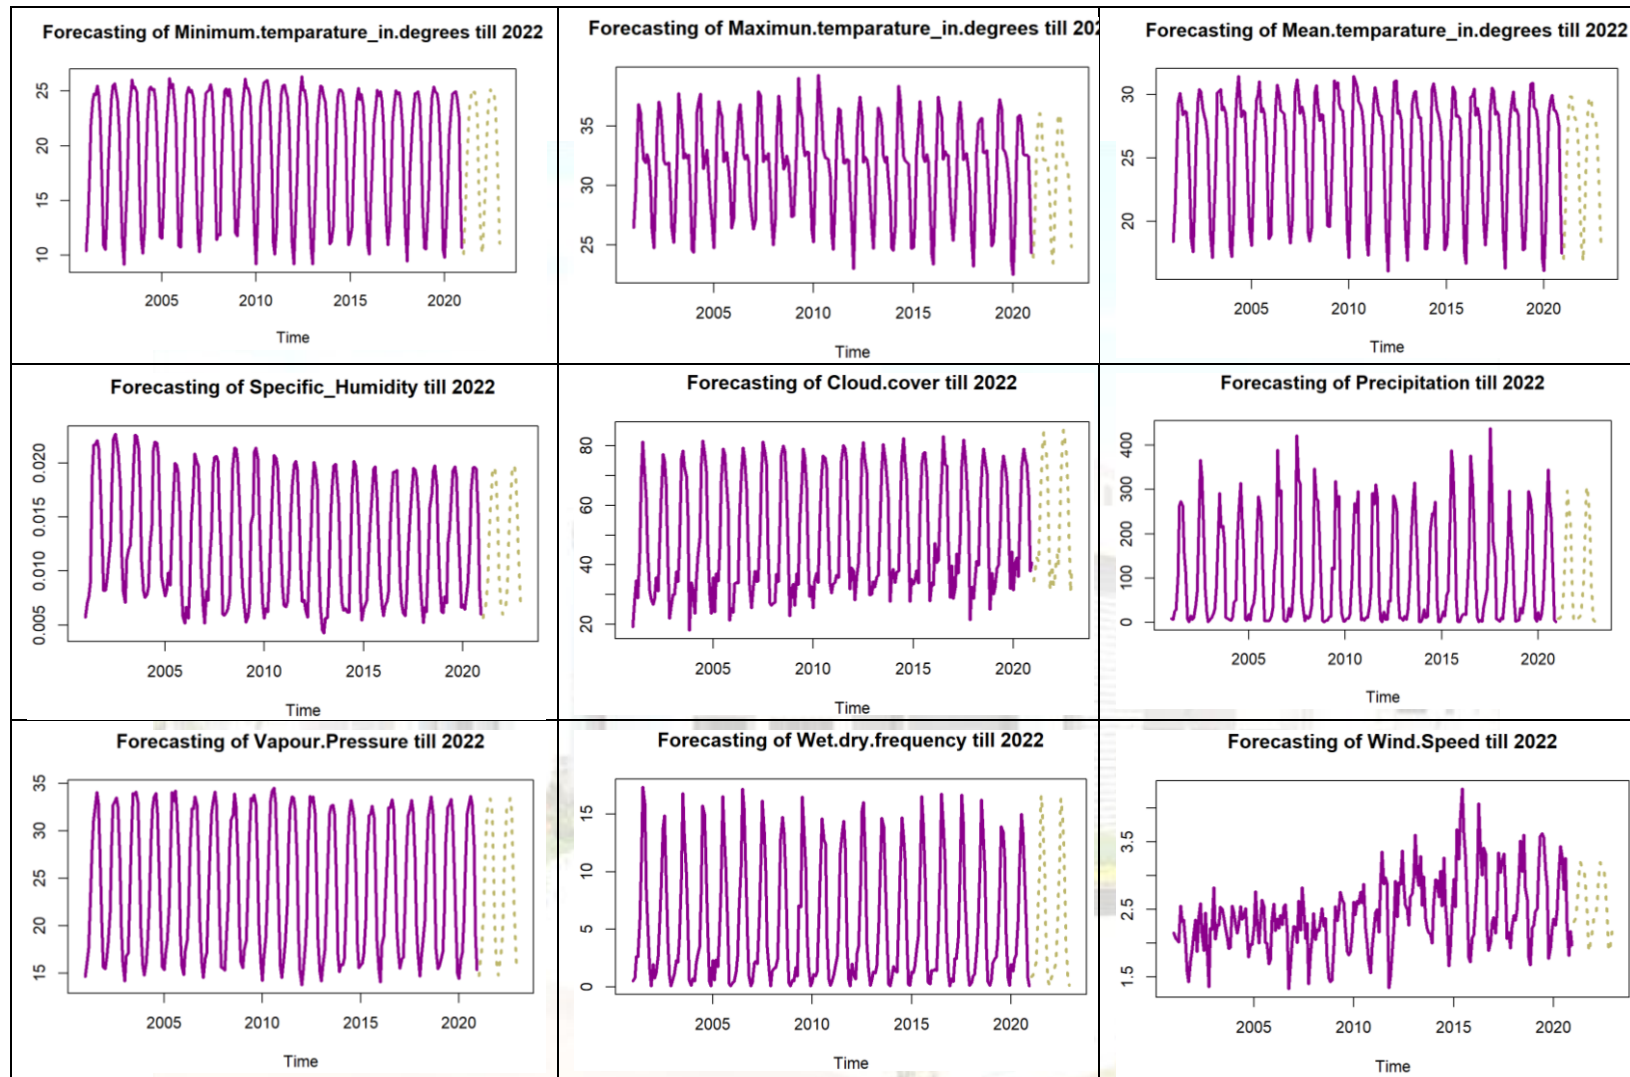 Forecasting of Minimum.temparature_in.degrees till 2022
25
20
15
10
2005 2010 2015 2020
Time
Forecasting of Maximun.temparature_in.degrees till 202
35
30
25
2005 2010 2015 2020
Time
Forecasting of Mean.temparature_in.degrees till 2022
30
25
20
2005 2010 2015 2020
Time
Forecasting of Specific_Humidity till 2022
0.020
0.015
0.010
0.005
2005 2010 2015 2020
Time
Forecasting of Cloud.cover till 2022
80
60
40
20
2005 2010 2015 2020
Time
Forecasting of Precipitation till 2022
400
300
200
100
0
2005 2010 2015 2020
Time
Forecasting of Vapour.Pressure till 2022
35
30
25
20
15
2005 2010 2015 2020
Time
Forecasting of Wet.dry.frequency till 2022
15
10
5
0
2005 2010 2015 2020
Time
Forecasting of Wind.Speed till 2022
3.5
2.5
1.5
2005 2010 2015 2020
Time